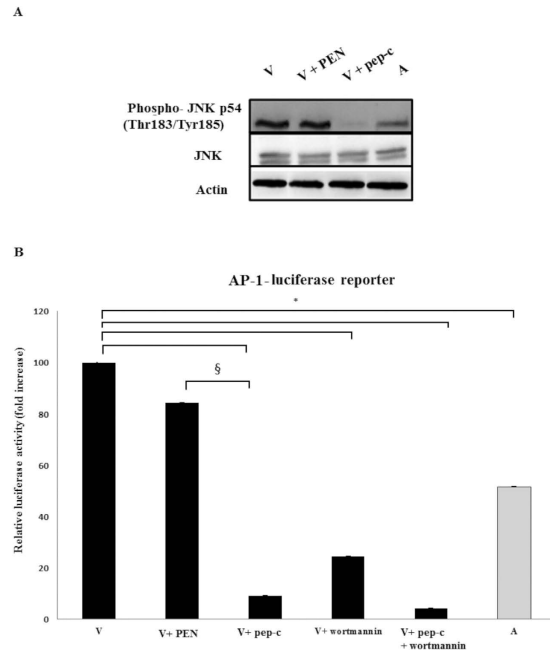 A
V
V + PEN
V + pep-c
A
Phospho- JNK p54
(Thr183/Tyr185)
JNK
Actin
B
AP-1-luciferase reporter
Relative luciferase activity (fold increase)
120
100
80
60
40
20
0
*
§
V
V+ PEN
V+ pep-c
V+ wortmannin
V+ pep-c
+ wortmannin
A